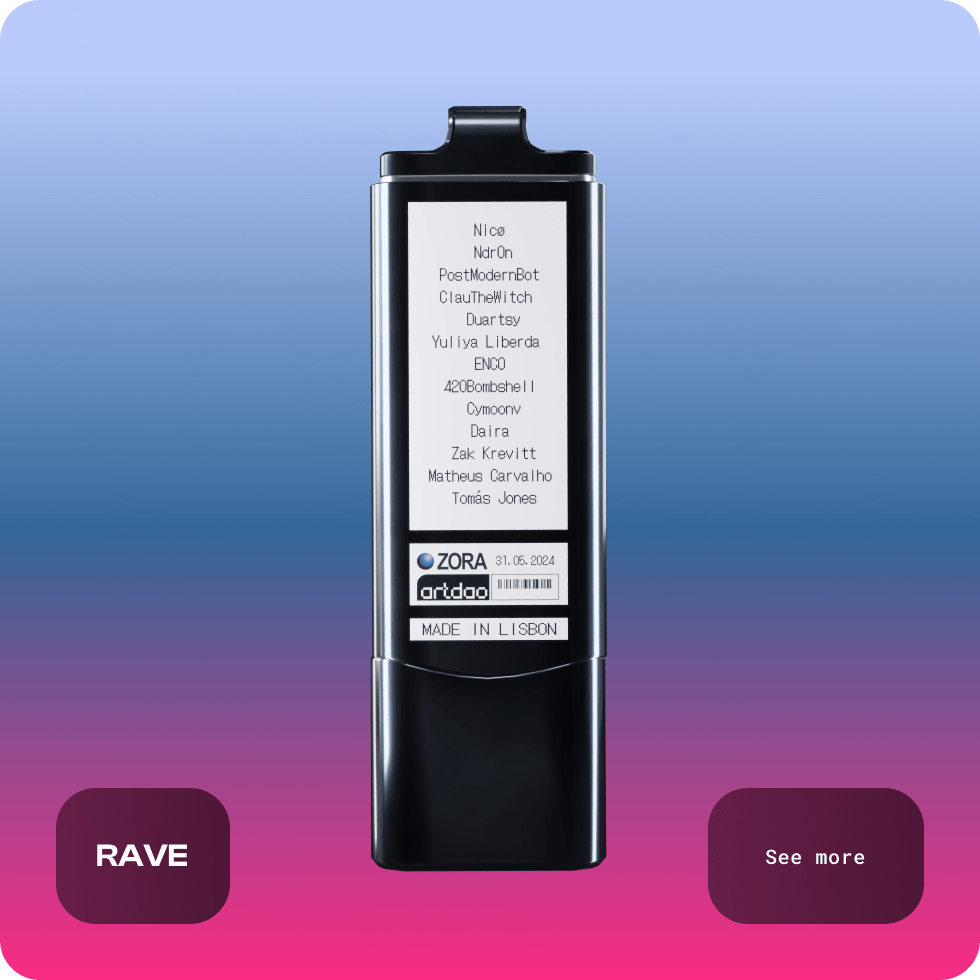 Nicø
Ndr0n
PostModernBot
ClauTheWitch
Duartsy
Yuliya Liberda
ENCO
420Bombshell
Cymoonv
Daira
Zak Krevitt
Matheus Carvalho
Tomás Jones
ZORA 31.05.2024
artdao
MADE IN LISBON
RAVE
See more